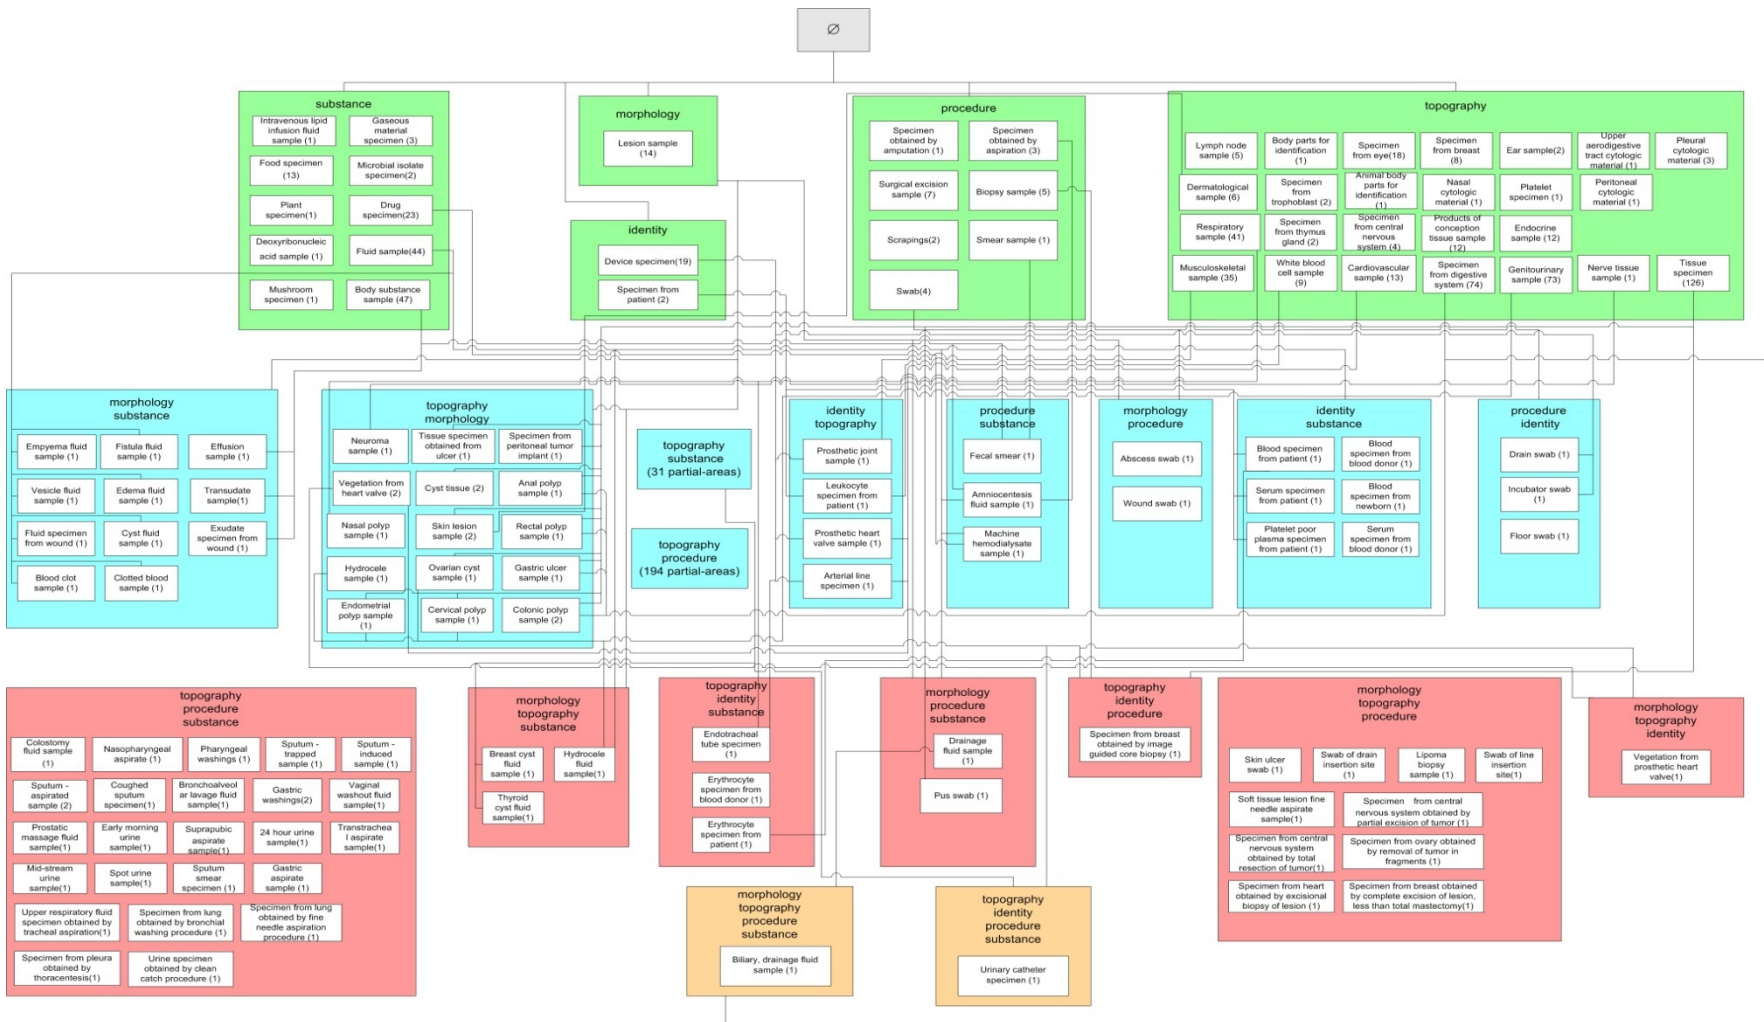 ∅
substance
Intravenous lipid
infusion fluid
sample (1)
Gaseous
material
specimen (3)
Food specimen
(13)
Microbial isolate
specimen(2)
Plant
specimen(1)
Drug
specimen(23)
Deoxyribonucleic
acid sample (1)
Fluid sample(44)
Mushroom
specimen (1)
Body substance
sample (47)
morphology
Lesion sample
(14)
identity
Device specimen(19)
Specimen from
patient (2)
procedure
Specimen
obtained by
amputation (1)
Specimen
obtained by
aspiration (3)
Surgical excision
sample (7)
Biopsy sample (5)
Scrapings(2)
Smear sample (1)
Swab(4)
topography
Lymph node
sample (5)
Body parts for
identification
(1)
Specimen
from eye(18)
Specimen
from breast
(8)
Ear sample(2)
Upper
aerodigestive
tract cytologic
material (1)
Pleural
cytologic
material (3)
Dermatological
sample (6)
Specimen
from
trophoblast (2)
Animal body
parts for
identification
(1)
Nasal
cytologic
material (1)
Platelet
specimen (1)
Peritoneal
cytologic
material (1)
Respiratory
sample (41)
Specimen
from thymus
gland (2)
Specimen
from central
nervous
system (4)
Products of
conception
tissue sample
(12)
Endocrine
sample (12)
Musculoskeletal
sample (35)
White blood
cell sample
(9)
Cardiovascular
sample (13)
Specimen
from digestive
system (74)
Genitourinary
sample (73)
Nerve tissue
sample (1)
Tissue
specimen
(126)
morphology
substance
Empyema fluid
sample (1)
Fistula fluid
sample (1)
Effusion
sample (1)
Vesicle fluid
sample (1)
Edema fluid
sample (1)
Transudate
sample(1)
Fluid specimen
from wound (1)
Cyst fluid
sample (1)
Exudate
specimen from
wound (1)
Blood clot
sample (1)
Clotted blood
sample (1)
topography
morphology
Neuroma
sample (1)
Tissue specimen
obtained from
ulcer (1)
Specimen from
peritoneal tumor
implant (1)
Vegetation from
heart valve (2)
Cyst tissue (2)
Anal polyp
sample (1)
Nasal polyp
sample (1)
Skin lesion
sample (2)
Rectal polyp
sample (1)
Hydrocele
sample (1)
Ovarian cyst
sample (1)
Gastric ulcer
sample (1)
Endometrial
polyp sample
(1)
Cervical polyp
sample (1)
Colonic polyp
sample (2)
topography
substance
(31 partial-areas)
topography
procedure
(194 partial-areas)
identity
topography
Prosthetic joint
sample (1)
Leukocyte
specimen from
patient (1)
Prosthetic heart
valve sample (1)
Arterial line
specimen (1)
procedure
substance
Fecal smear (1)
Amniocentesis
fluid sample (1)
Machine
hemodialysate
sample (1)
morphology
procedure
Abscess swab (1)
Wound swab (1)
identity
substance
Blood specimen
from patient (1)
Blood
specimen from
blood donor (1)
Serum specimen
from patient (1)
Blood
specimen from
newborn (1)
Platelet poor
plasma specimen
from patient (1)
Serum
specimen from
blood donor (1)
procedure
identity
Drain swab (1)
Incubator swab
(1)
Floor swab (1)
topography
procedure
substance
Colostomy
fluid sample
(1)
Nasopharyngeal
aspirate (1)
Pharyngeal
washings (1)
Sputum -
trapped
sample (1)
Sputum -
induced
sample (1)
Sputum -
aspirated
sample (2)
Coughed
sputum
specimen(1)
Bronchoalveol
ar lavage fluid
sample(1)
Gastric
washings(2)
Vaginal
washout fluid
sample(1)
Prostatic
massage fluid
sample(1)
Early morning
urine
sample(1)
Suprapubic
aspirate
sample(1)
24 hour urine
sample(1)
Transtrachea
l aspirate
sample (1)
Mid-stream
urine
sample(1)
Spot urine
sample(1)
Sputum
smear
specimen (1)
Gastric
aspirate
sample (1)
Upper respiratory fluid
specimen obtained by
tracheal aspiration(1)
Specimen from lung
obtained by bronchial
washing procedure (1)
Specimen from lung
obtained by fine
needle aspiration
procedure (1)
Specimen from pleura
obtained by
thoracentesis(1)
Urine specimen
obtained by clean
catch procedure (1)
morphology
topography
substance
Breast cyst
fluid
sample (1)
Hydrocele
fluid
sample(1)
Thyroid
cyst fluid
sample(1)
topography
identity
substance
Endotracheal
tube specimen
(1)
Erythrocyte
specimen from
blood donor (1)
Erythrocyte
specimen from
patient (1)
morphology
procedure
substance
Drainage
fluid sample
(1)
Pus swab (1)
topography
identity
procedure
Specimen from breast
obtained by image
guided core biopsy (1)
morphology
topography
procedure
Skin ulcer
swab (1)
Swab of drain
insertion site
(1)
Lipoma
biopsy
sample (1)
Swab of line
insertion
site(1)
Soft tissue lesion fine
needle aspirate
sample(1)
Specimen from central
nervous system obtained by
partial excision of tumor (1)
Specimen from central
nervous system
obtained by total
resection of tumor(1)
Specimen from ovary obtained
by removal of tumor in
fragments (1)
Specimen from heart
obtained by excisional
biopsy of lesion (1)
Specimen from breast obtained
by complete excision of lesion,
less than total mastectomy(1)
morphology
topography
identity
Vegetation from
prosthetic heart
valve(1)
morphology
topography
procedure
substance
Biliary, drainage fluid
sample (1)
topography
identity
procedure
substance
Urinary catheter
specimen (1)